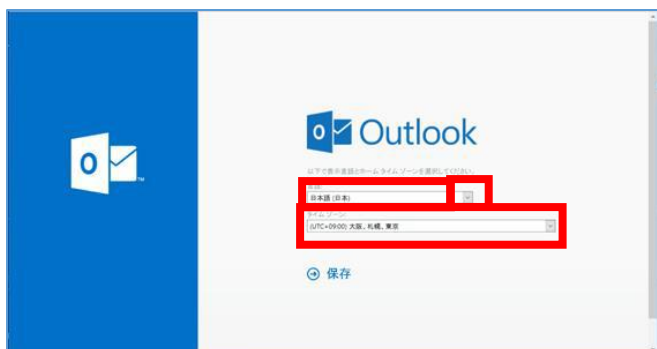 Outlook
以下で表示言語とホーム タイム ゾーンを選択してください。
日本語 (日本)
タイム ゾーン:
(UTC+09:00) 大阪、札幌、東京
保存